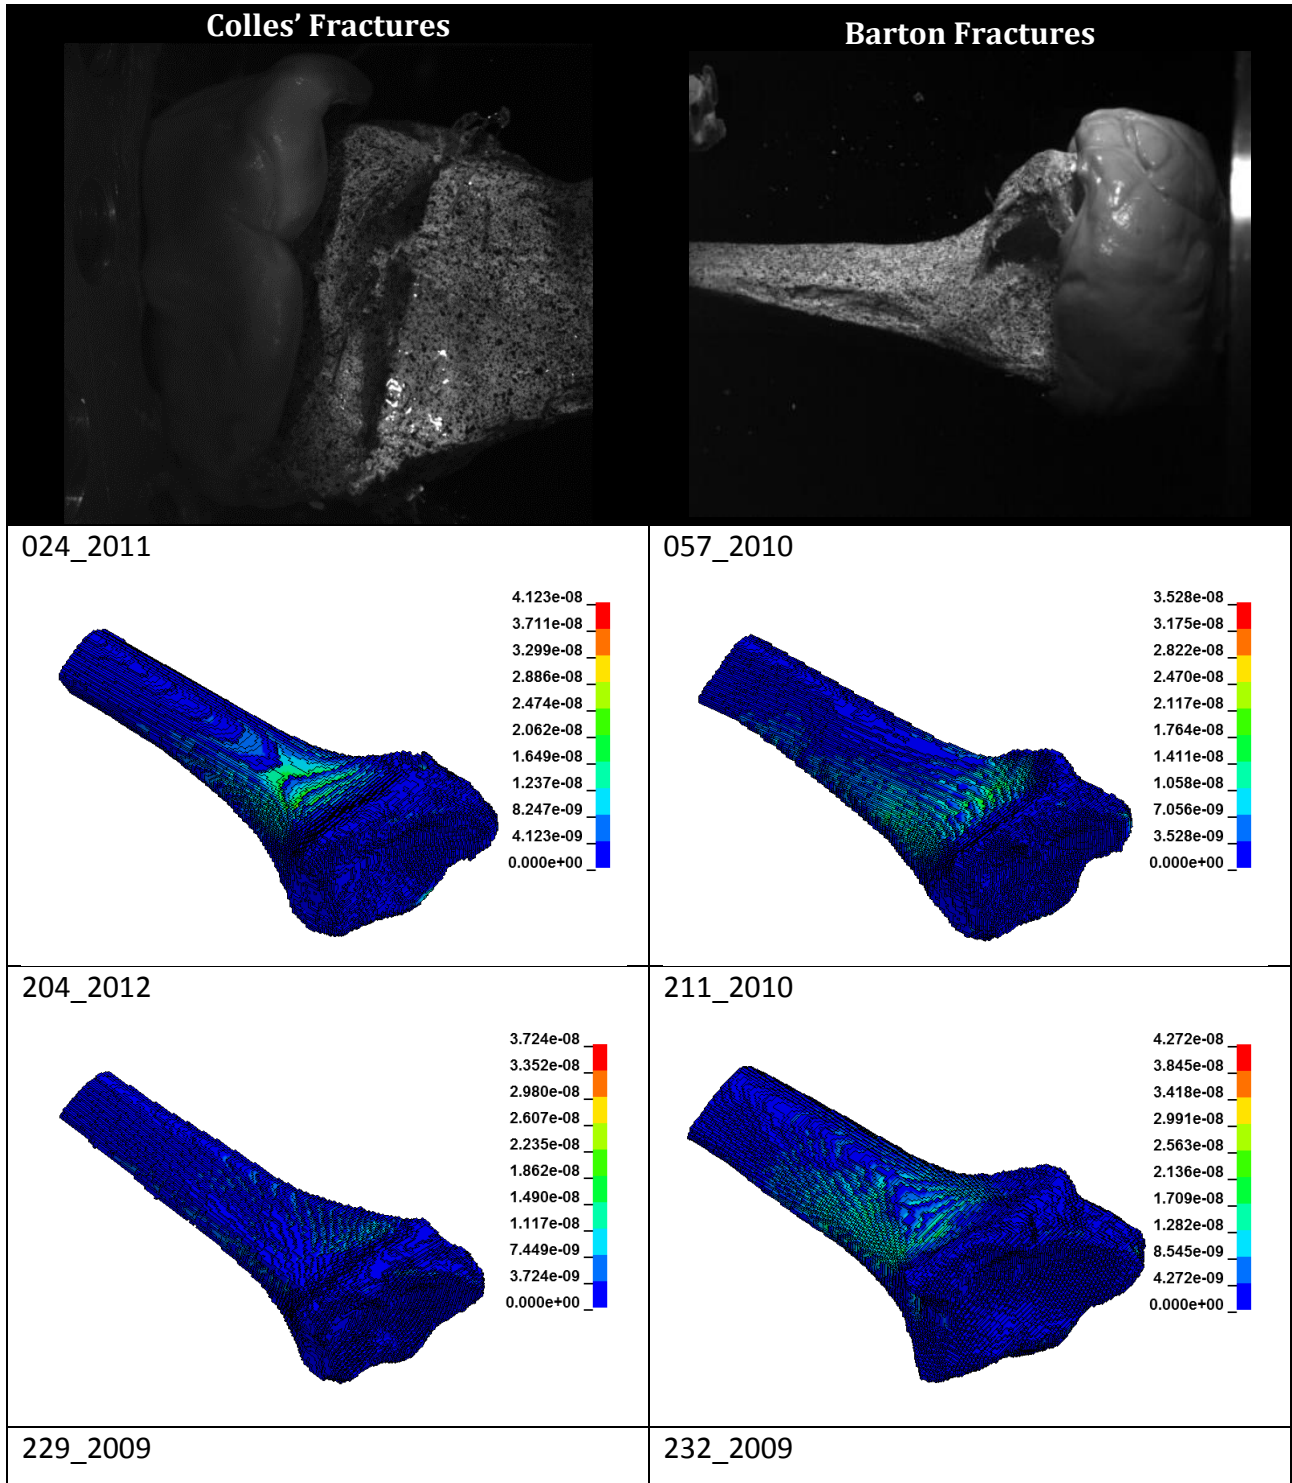 Colles’ Fractures
Barton Fractures
024_2011
4.123e-08
3.711e-08
3.299e-08
2.886e-08
2.474e-08
2.062e-08
1.649e-08
1.237e-08
8.247e-09
4.123e-09
0.000e+00
057_2010
3.528e-08
3.175e-08
2.822e-08
2.470e-08
2.117e-08
1.764e-08
1.411e-08
1.058e-08
7.056e-09
3.528e-09
0.000e+00
204_2012
3.724e-08
3.352e-08
2.980e-08
2.607e-08
2.235e-08
1.862e-08
1.490e-08
1.117e-08
7.449e-09
3.724e-09
0.000e+00
211_2010
4.272e-08
3.845e-08
3.418e-08
2.991e-08
2.563e-08
2.136e-08
1.709e-08
1.282e-08
8.545e-09
4.272e-09
0.000e+00
229_2009
232_2009